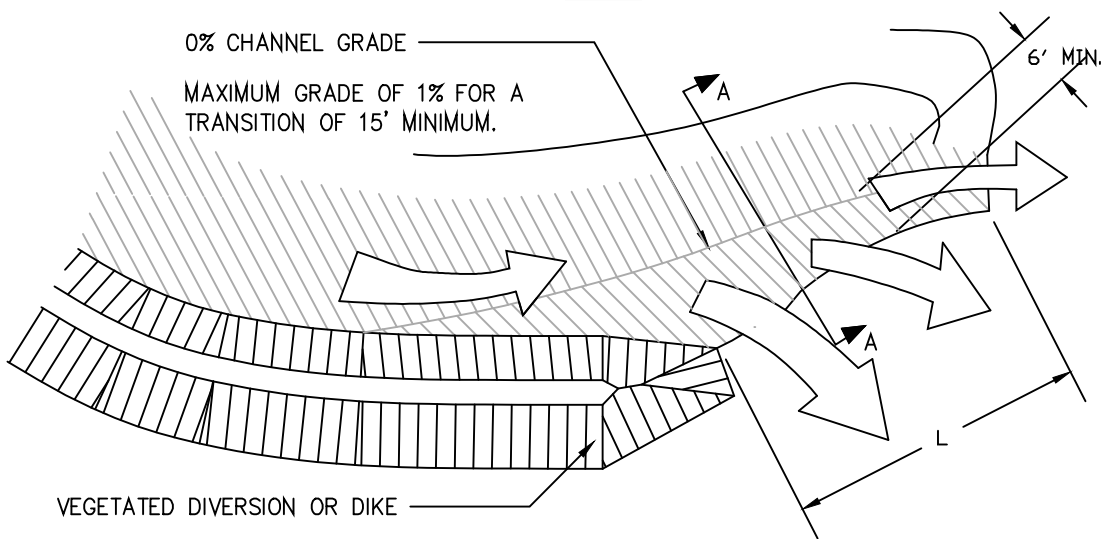 0% CHANNEL GRADE
6' MIN.
MAXIMUM GRADE OF 1% FOR A
TRANSITION OF 15' MINIMUM.
A
A
L
VEGETATED DIVERSION OR DIKE